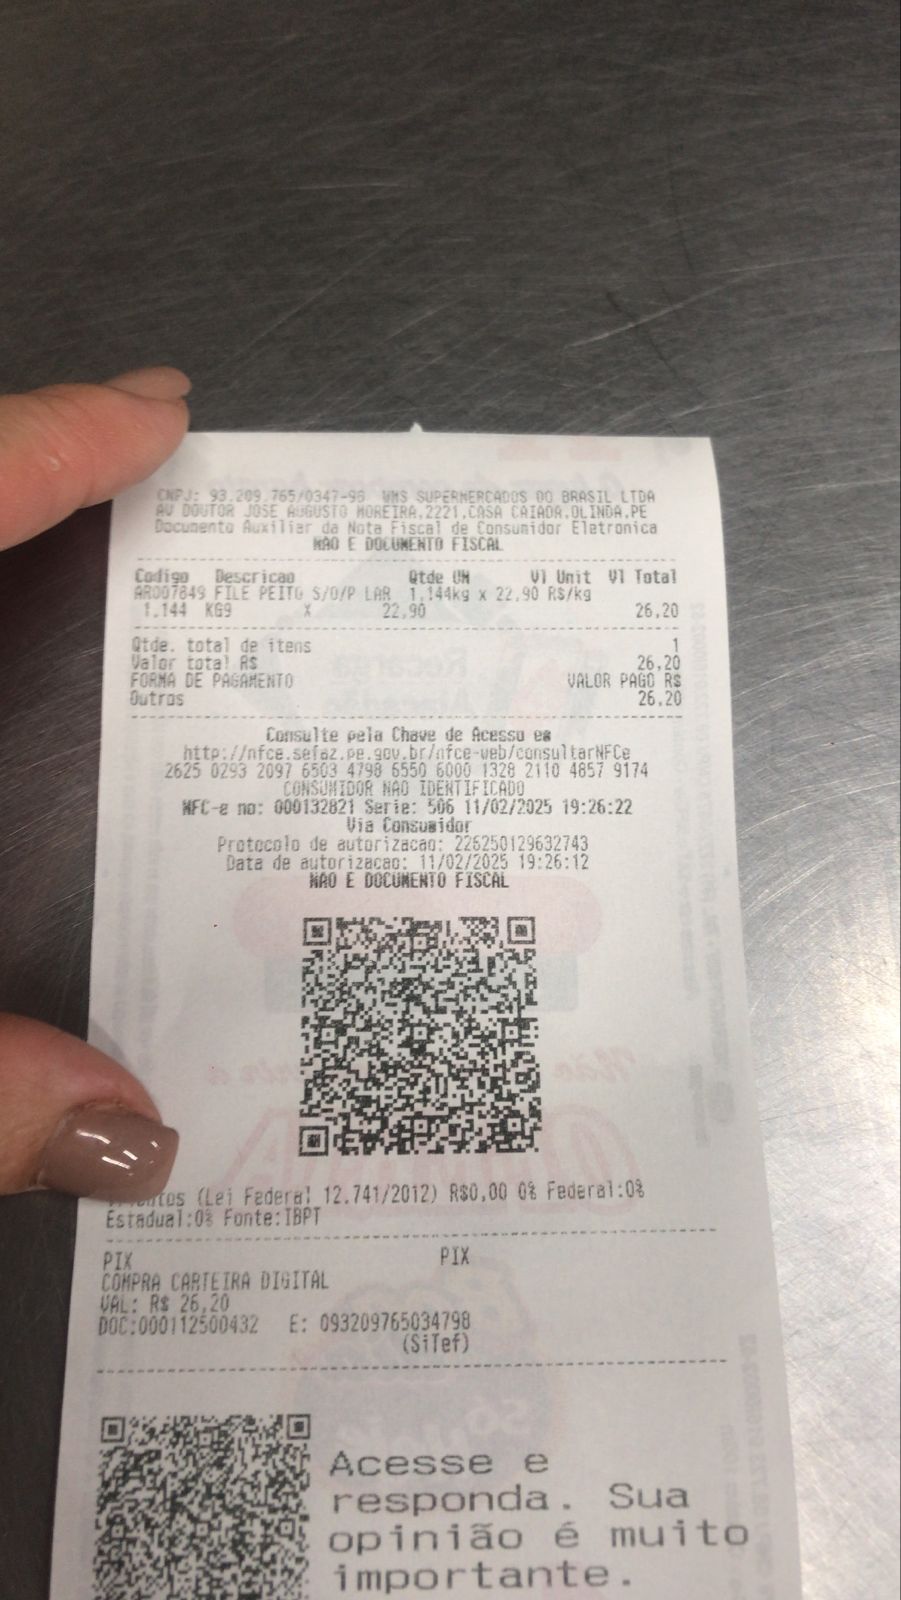 CNPJ: 93.209.765/0347-98 WMS SUPERMERCADOS DO BRASIL LTDA
AV DOUTOR JOSE AUGUSTO MOREIRA,2221,CASA CAIADA,OLINDA,PE
Documento Auxiliar da Nota Fiscal de Consumidor Eletronica
NAO E DOCUMENTO FISCAL
Codigo Descricao Qtde UM Vl Unit Vl Total
AR007849 FILE PEITO S/O/P LAR 1,144kg x 22,90 R$/kg
1.144 KG9 X 22,90 26,20
Qtde. total de itens 1
Valor total R$ 26,20
FORMA DE PAGAMENTO VALOR PAGO R$
Outros 26,20
Consulte pela Chave de Acesso em
http://nfce.sefaz.pe.gov.br/nfce-web/consultarNFCe
2625 0293 2097 6503 4798 6550 6000 1328 2110 4857 9174
CONSUMIDOR NAO IDENTIFICADO
NFC-e no: 000132821 Serie: 506 11/02/2025 19:26:22
Via Consumidor
Protocolo de autorizacao: 226250129632743
Data de autorizacao: 11/02/2025 19:26:12
NAO E DOCUMENTO FISCAL
(Lei Federal 12.741/2012) R$0,00 0% Federal:0%
Estadual:0% Fonte:IBPT
PIX PIX
COMPRA CARTEIRA DIGITAL
VAL: R$ 26,20
DOC:000112500432 E: 093209765034798
(SiTef)
Acesse e
responda. Sua
opinião é muito
importante.